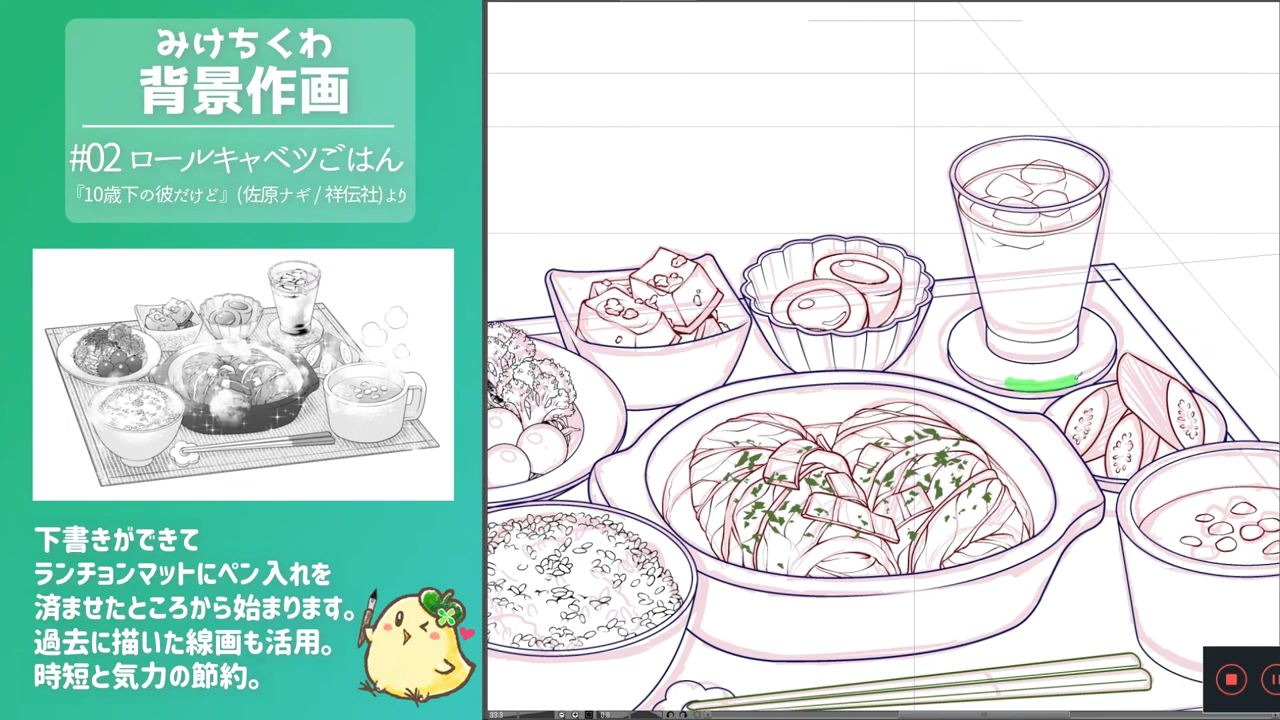 みけちくわ
背景作画
#02 ロールキャベツごはん
『10歳下の彼だけど』(佐原ナギ / 祥伝社)より
下書きができて
ランチョンマットにペン入れを
済ませたところから始まります。
過去に描いた線画も活用。
時短と気力の節約。
33.3